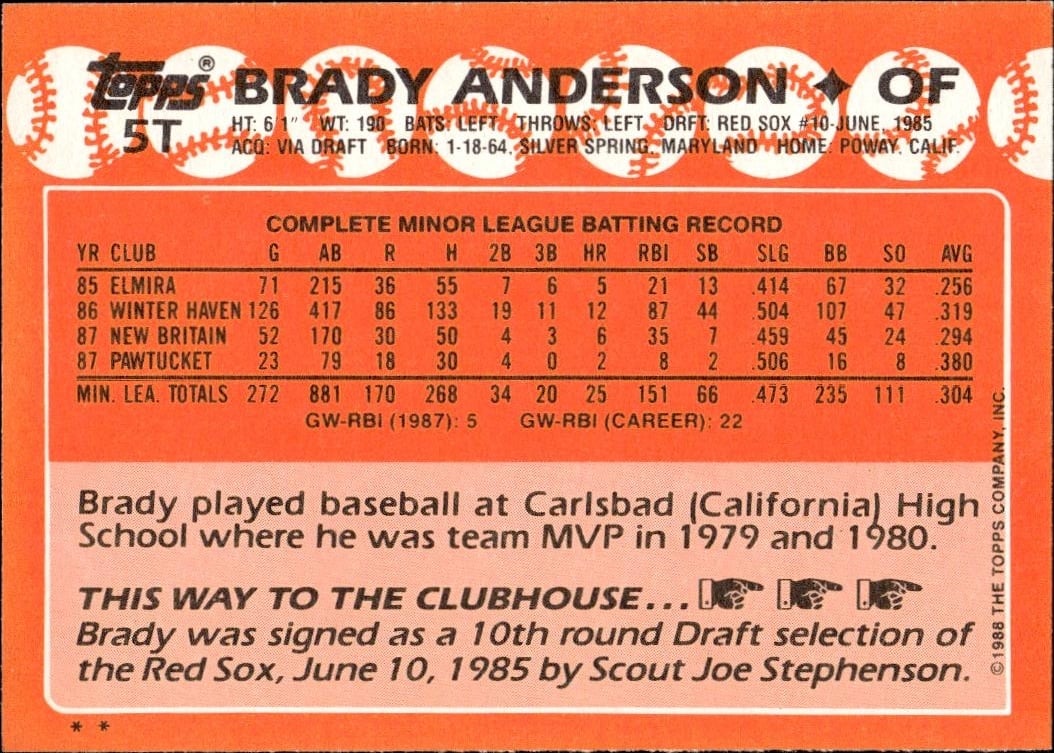 topps® BRADY ANDERSON ✦ OF
5T
HT: 6'1" WT: 190 BATS: LEFT THROWS: LEFT DRFT: RED SOX #10-JUNE, 1985
ACQ: VIA DRAFT BORN: 1-18-64, SILVER SPRING, MARYLAND HOME: POWAY, CALIF.
COMPLETE MINOR LEAGUE BATTING RECORD
YR CLUB G AB R H 2B 3B HR RBI SB SLG BB SO AVG
85 ELMIRA 71 215 36 55 7 6 5 21 13 .414 67 32 .256
86 WINTER HAVEN 126 417 86 133 19 11 12 87 44 .504 107 47 .319
87 NEW BRITAIN 52 170 30 50 4 3 6 35 7 .459 45 24 .294
87 PAWTUCKET 23 79 18 30 4 0 2 8 2 .506 16 8 .380
MIN. LEA. TOTALS 272 881 170 268 34 20 25 151 66 .473 235 111 .304
GW-RBI (1987): 5 GW-RBI (CAREER): 22
Brady played baseball at Carlsbad (California) High
School where he was team MVP in 1979 and 1980.
THIS WAY TO THE CLUBHOUSE...
Brady was signed as a 10th round Draft selection of
the Red Sox, June 10, 1985 by Scout Joe Stephenson.
©1988 THE TOPPS COMPANY, INC.
* *